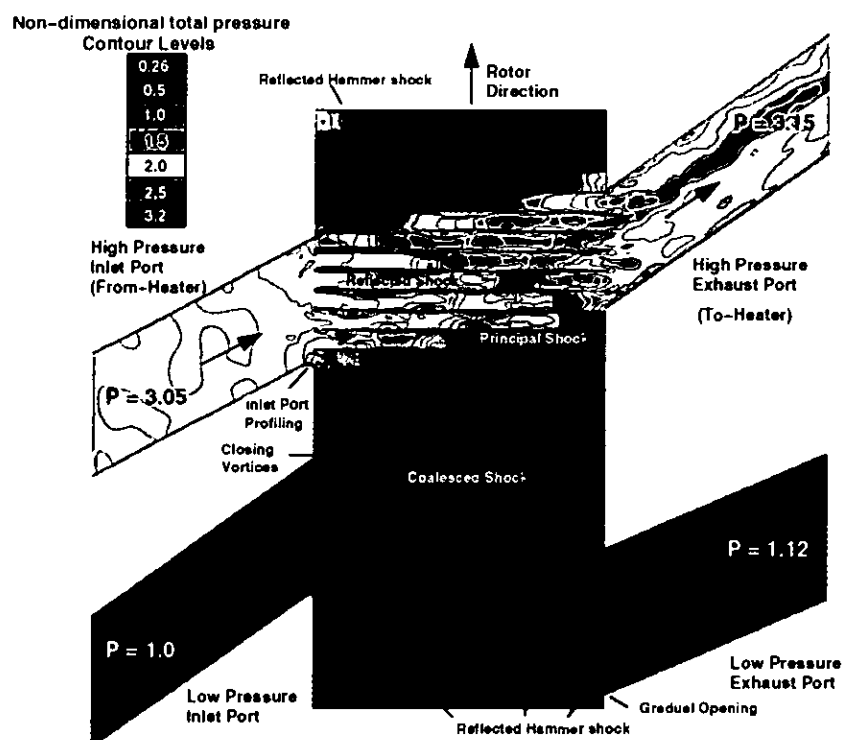 Non-dimensional total pressure
Contour Levels
0.26
0.5
1.0
1.5
2.0
2.5
3.2
Reflected Hammer shock
Rotor
Direction
P = 3.15
High Pressure
Inlet Port
(From-Heater)
Reflected Shock
High Pressure
Exhaust Port
(To-Heater)
Principal Shock
P = 3.05
Inlet Port
Profiling
Closing
Vortices
Coalesced Shock
P = 1.12
P = 1.0
Low Pressure
Inlet Port
Low Pressure
Exhaust Port
Gradual Opening
Reflected Hammer shock